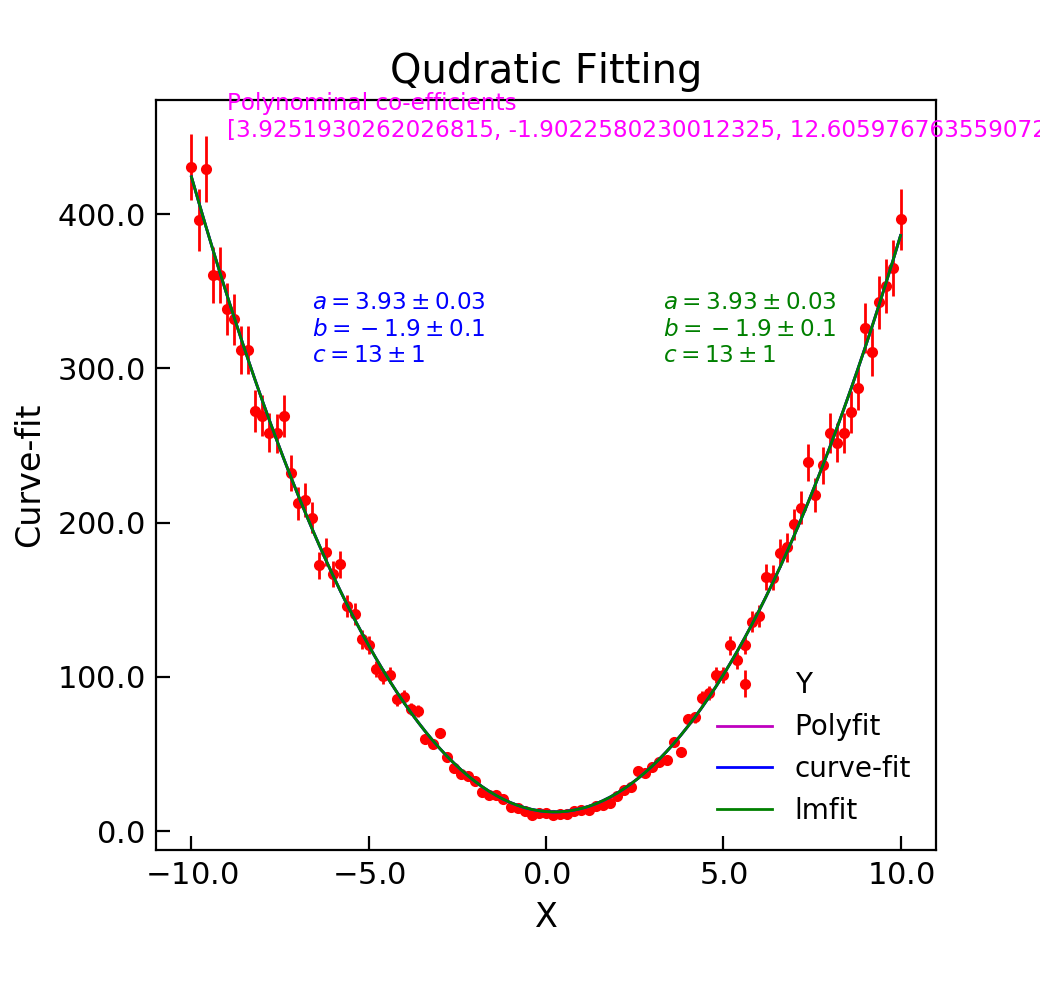 Qudratic Fitting
Polynominal co-efficients
[3.9251930262026815, -1.9022580230012325, 12.605976763559072
400.0
300.0
200.0
100.0
0.0
Curve-fit
a = 3.93 ± 0.03
b = −1.9 ± 0.1
c = 13 ± 1
a = 3.93 ± 0.03
b = −1.9 ± 0.1
c = 13 ± 1
Y
Polyfit
curve-fit
lmfit
−10.0 −5.0 0.0 5.0 10.0
X